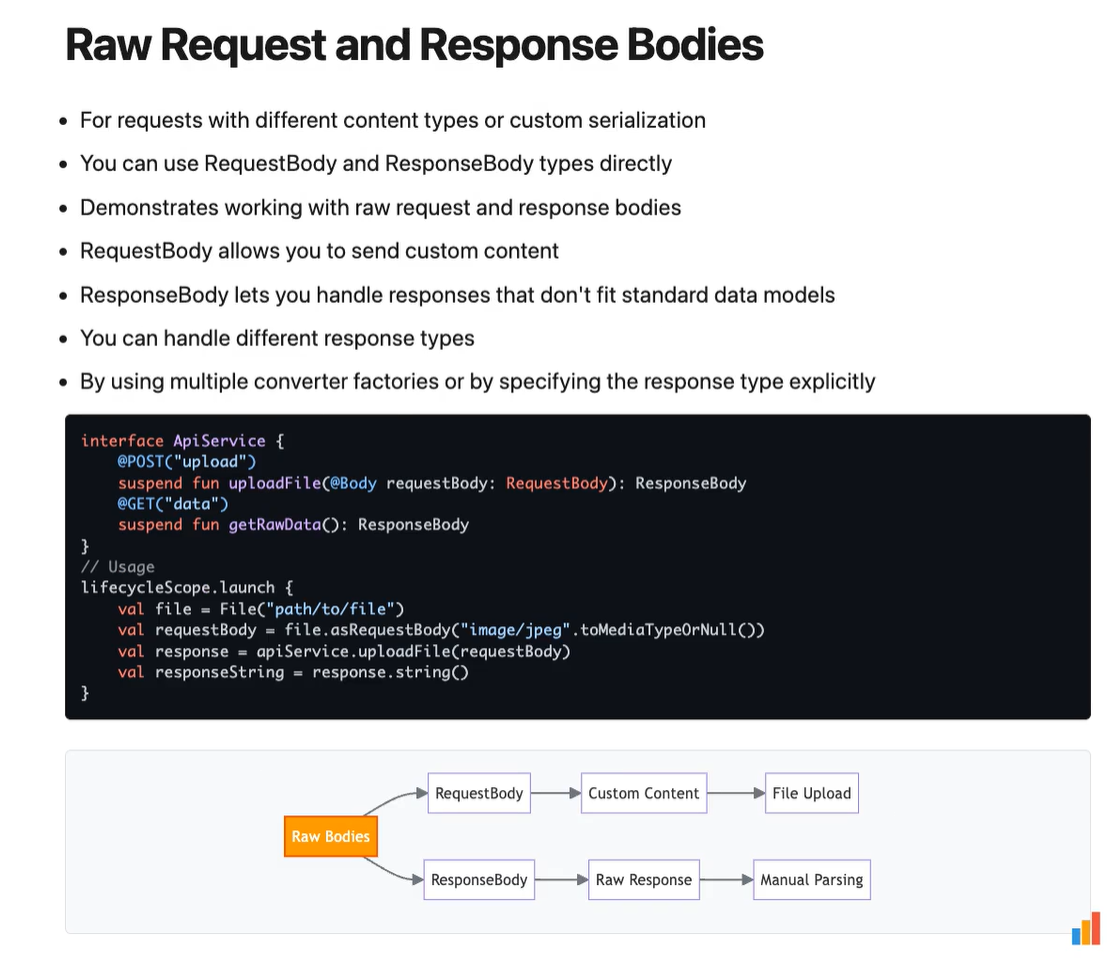 Raw Request and Response Bodies
• For requests with different content types or custom serialization
• You can use RequestBody and ResponseBody types directly
• Demonstrates working with raw request and response bodies
• RequestBody allows you to send custom content
• ResponseBody lets you handle responses that don't fit standard data models
• You can handle different response types
• By using multiple converter factories or by specifying the response type explicitly
interface ApiService {
    @POST("upload")
    suspend fun uploadFile(@Body requestBody: RequestBody): ResponseBody
    @GET("data")
    suspend fun getRawData(): ResponseBody
}
// Usage
lifecycleScope.launch {
    val file = File("path/to/file")
    val requestBody = file.asRequestBody("image/jpeg".toMediaTypeOrNull())
    val response = apiService.uploadFile(requestBody)
    val responseString = response.string()
}
RequestBody
Custom Content
File Upload
Raw Bodies
ResponseBody
Raw Response
Manual Parsing